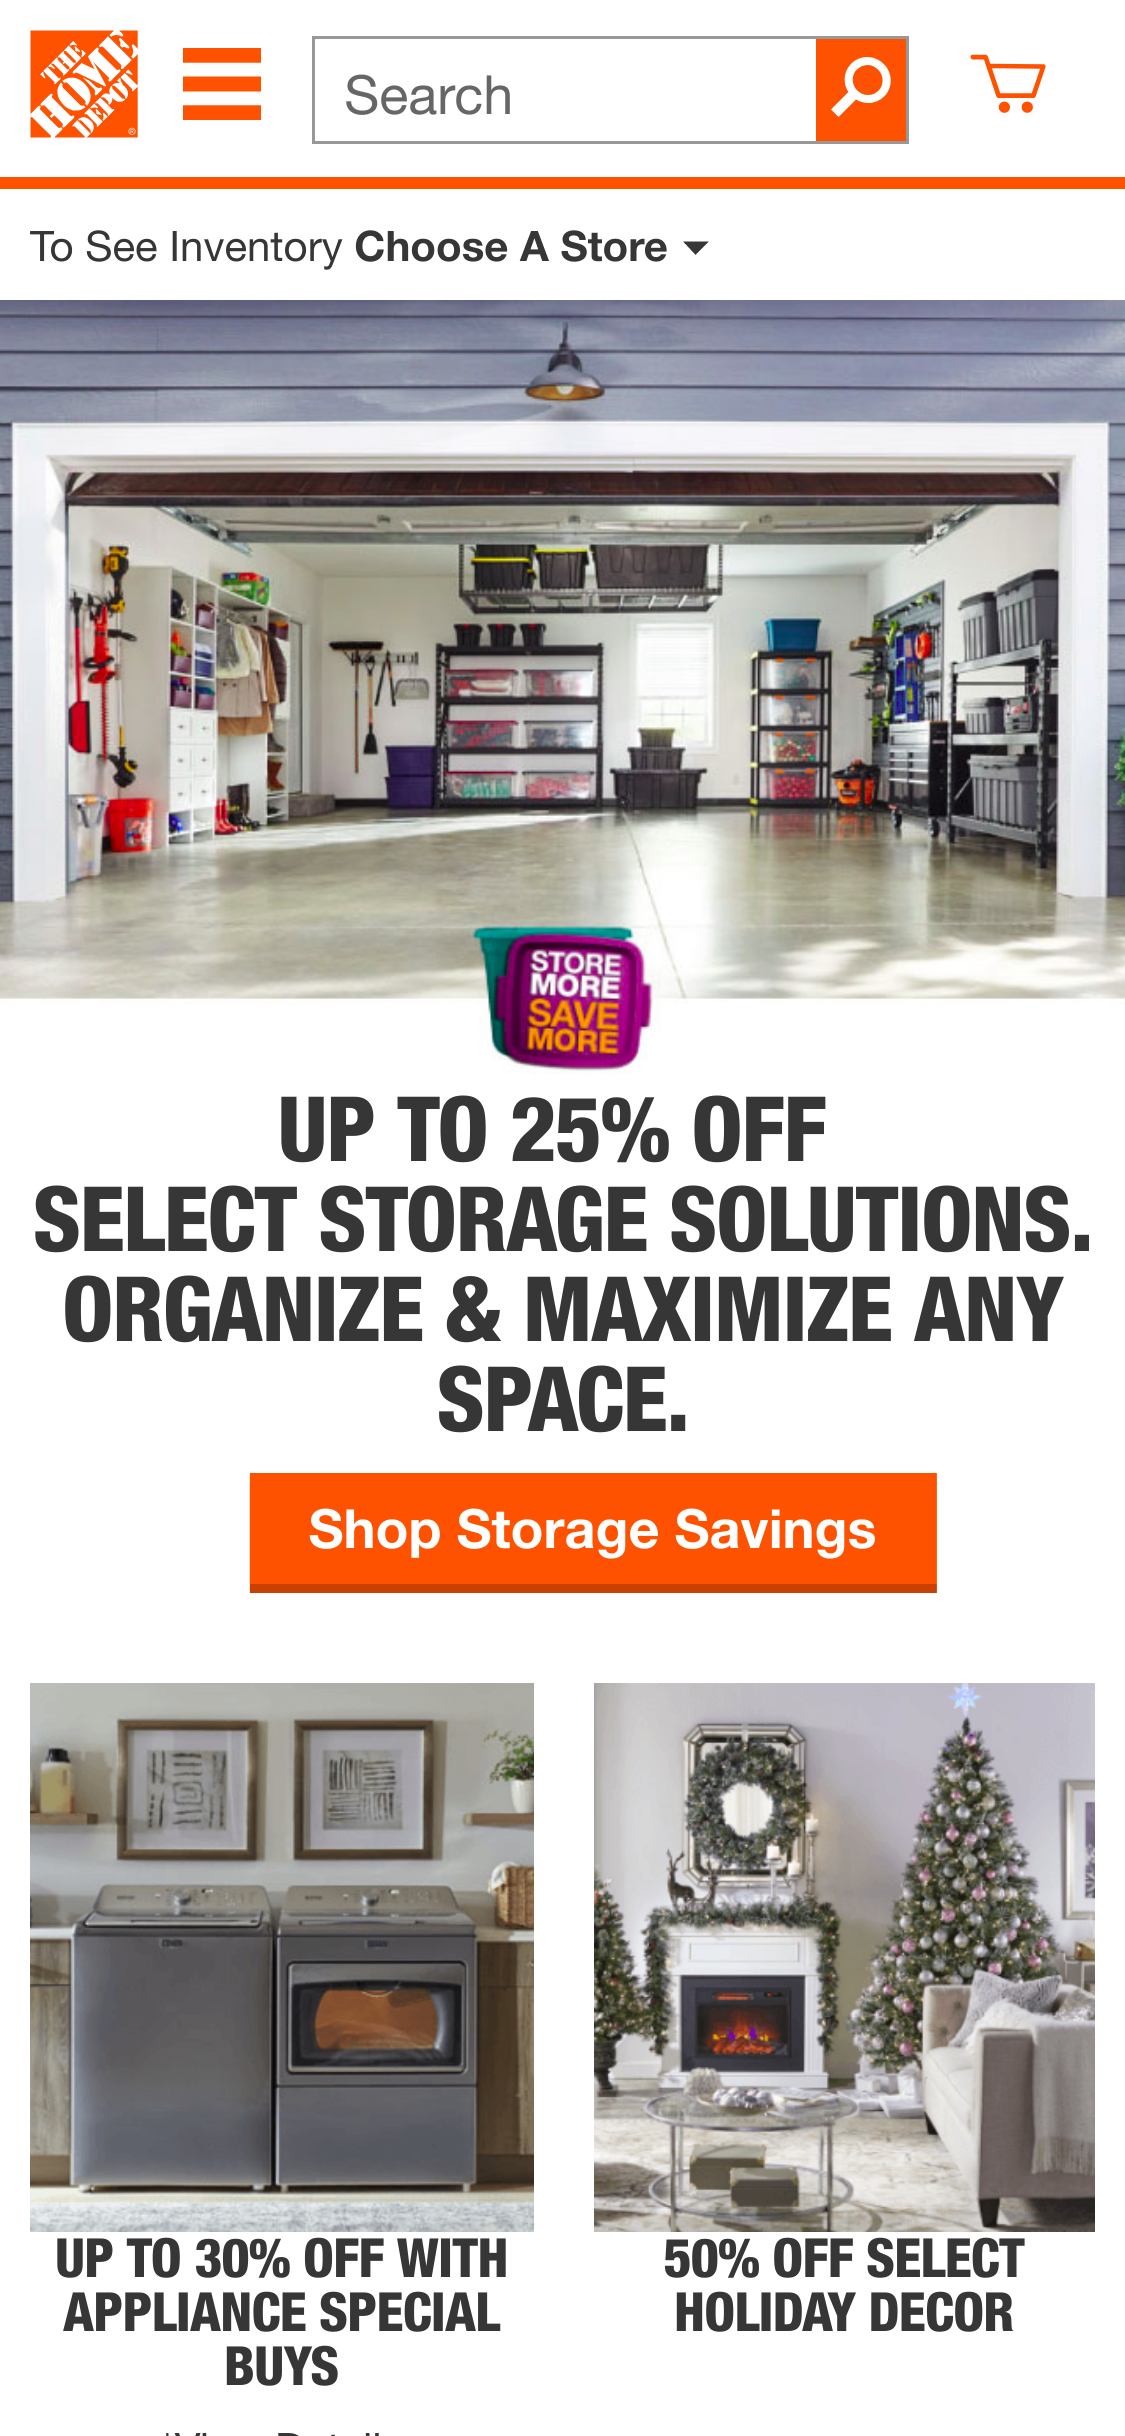 THE
HOME
DEPOT
Search
To See Inventory Choose A Store
STORE
MORE
SAVE
MORE
UP TO 25% OFF
SELECT STORAGE SOLUTIONS.
ORGANIZE & MAXIMIZE ANY
SPACE.
Shop Storage Savings
UP TO 30% OFF WITH
APPLIANCE SPECIAL
BUYS
50% OFF SELECT
HOLIDAY DECOR